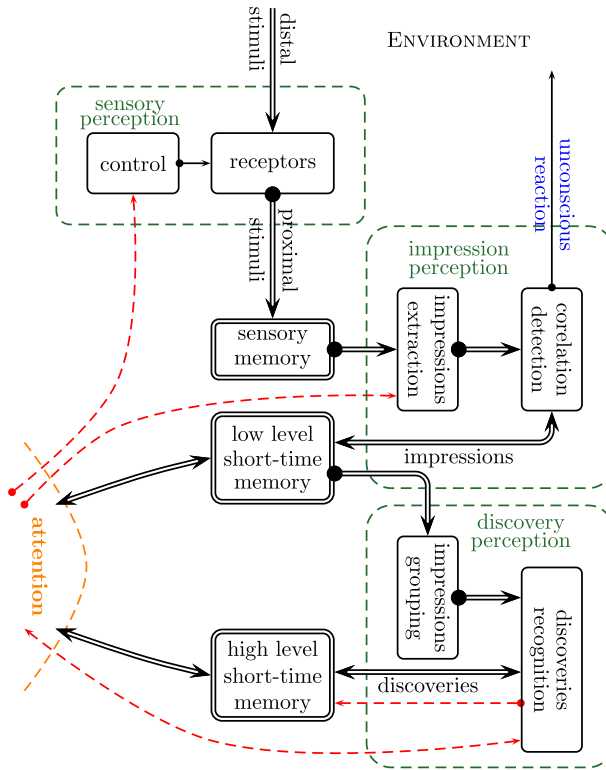 distal
stimuli
ENVIRONMENT
sensory
perception
control
receptors
proximal
stimuli
unconscious
reaction
impression
perception
sensory
memory
impressions
extraction
corelation
detection
low level
short-time
memory
impressions
attention
discovery
perception
impressions
grouping
discoveries
recognition
high level
short-time
memory
discoveries